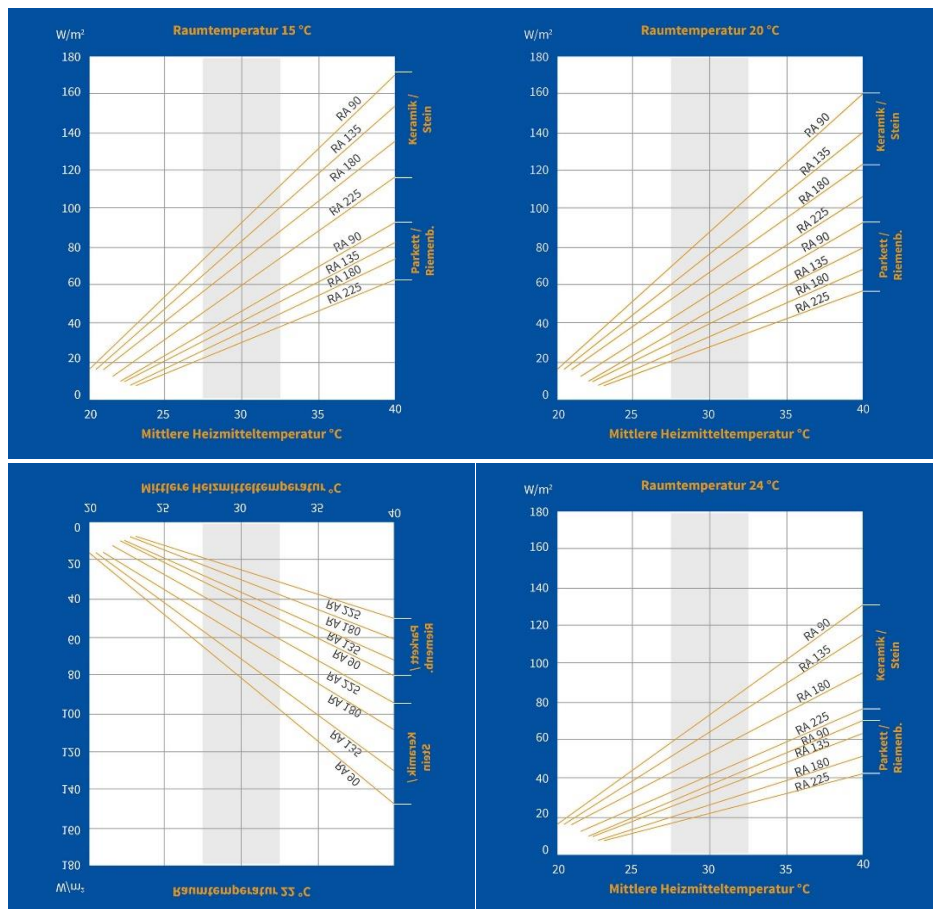 Raumtemperatur 15 °C
W/m²
180
160
140
120
100
80
60
40
20
0
RA 90
RA 135
RA 180
RA 225
RA 90
RA 135
RA 180
RA 225
Keramik /
Stein
Parkett /
Riemenb.
20 25 30 35 40
Mittlere Heizmitteltemperatur °C
Raumtemperatur 20 °C
W/m²
180
160
140
120
100
80
60
40
20
0
RA 90
RA 135
RA 180
RA 225
RA 90
RA 135
RA 180
RA 225
Keramik /
Stein
Parkett /
Riemenb.
20 25 30 35 40
Mittlere Heizmitteltemperatur °C
Mittlere Heizmitteltemperatur °C
20 25 30 35 40
0
20
40
60
80
100
120
140
160
180
RA 225
RA 180
RA 135
RA 90
RA 225
RA 180
RA 135
RA 90
Parkett /
Riemenb.
Keramik /
Stein
W/m²
Raumtemperatur 22 °C
Raumtemperatur 24 °C
W/m²
180
160
140
120
100
80
60
40
20
0
RA 90
RA 135
RA 180
RA 225
RA 90
RA 135
RA 180
RA 225
Keramik /
Stein
Parkett /
Riemenb.
20 25 30 35 40
Mittlere Heizmitteltemperatur °C